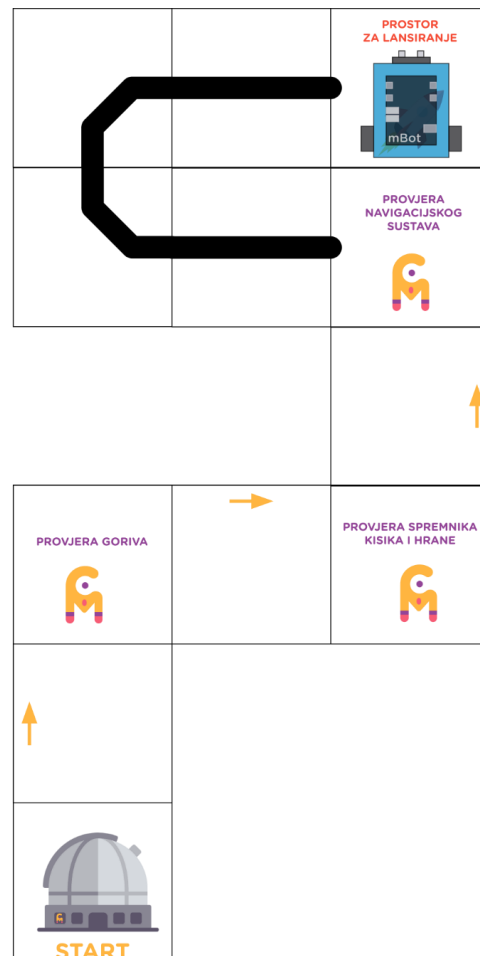 PROSTOR
ZA LANSIRANJE
mBot
PROVJERA
NAVIGACIJSKOG
SUSTAVA
PROVJERA GORIVA
PROVJERA SPREMNIKA
KISIKA I HRANE
START